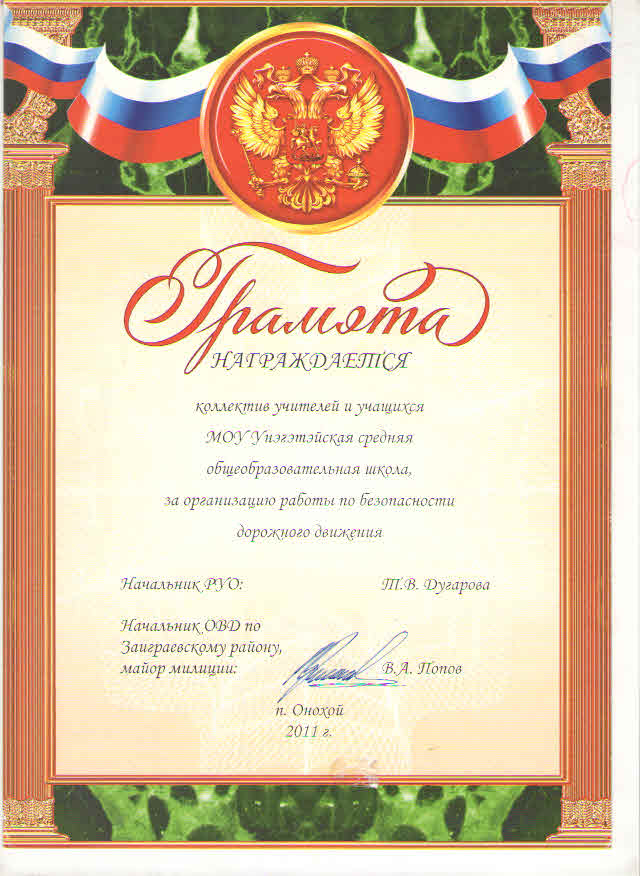 Грамота
НАГРАЖДАЕТСЯ
коллектив учителей и учащихся
МОУ Унэгэтэйская средняя
общеобразовательная школа,
за организацию работы по безопасности
дорожного движения
Начальник РУО: Т.В. Дугарова
Начальник ОВД по
Заиграевскому району,
майор милиции: В.А. Попов
п. Онохой
2011 г.